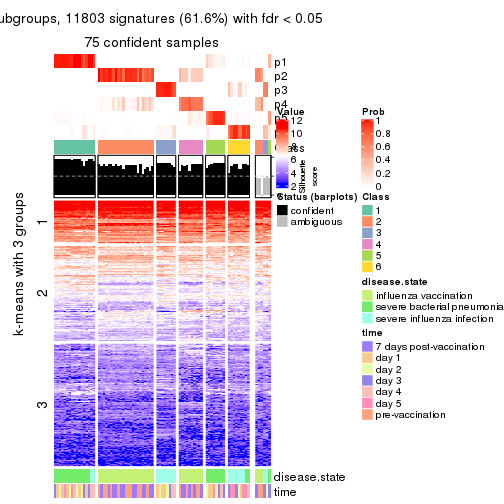 ubgroups, 11803 signatures (61.6%) with fdr < 0.05
75 confident samples
p1
p2
p3
p4
Value
12
10
6
4
2
Silhouette
score
Prob
1
0.8
0.6
0.4
0.2
0
Status (barplots)
confident
ambiguous
Class
1
2
3
4
5
6
k-means with 3 groups
1
2
3
disease.state
influenza vaccination
severe bacterial pneumonia
severe influenza infection
time
7 days post-vaccination
day 1
day 2
day 3
day 4
day 5
pre-vaccination
disease.state
time